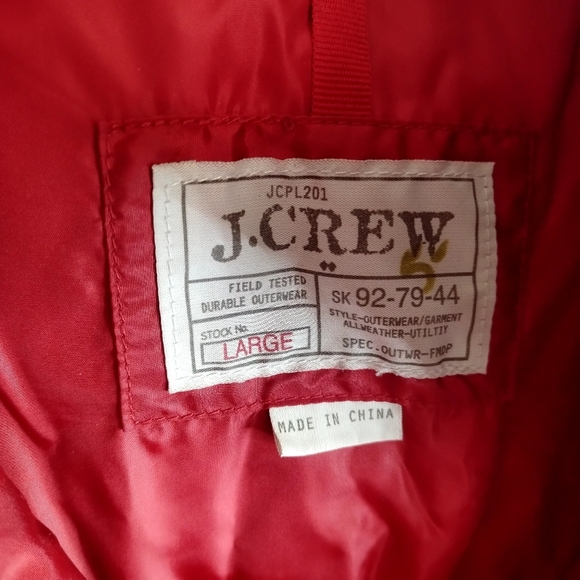 JCPL201
J.CREW
FIELD TESTED
DURABLE OUTERWEAR
SK 92-79-44
STYLE-OUTERWEAR/GARMENT
ALLWEATHER-UTILTIY
STOCK No.
LARGE
SPEC.OUTWR-FMDP
MADE IN CHINA